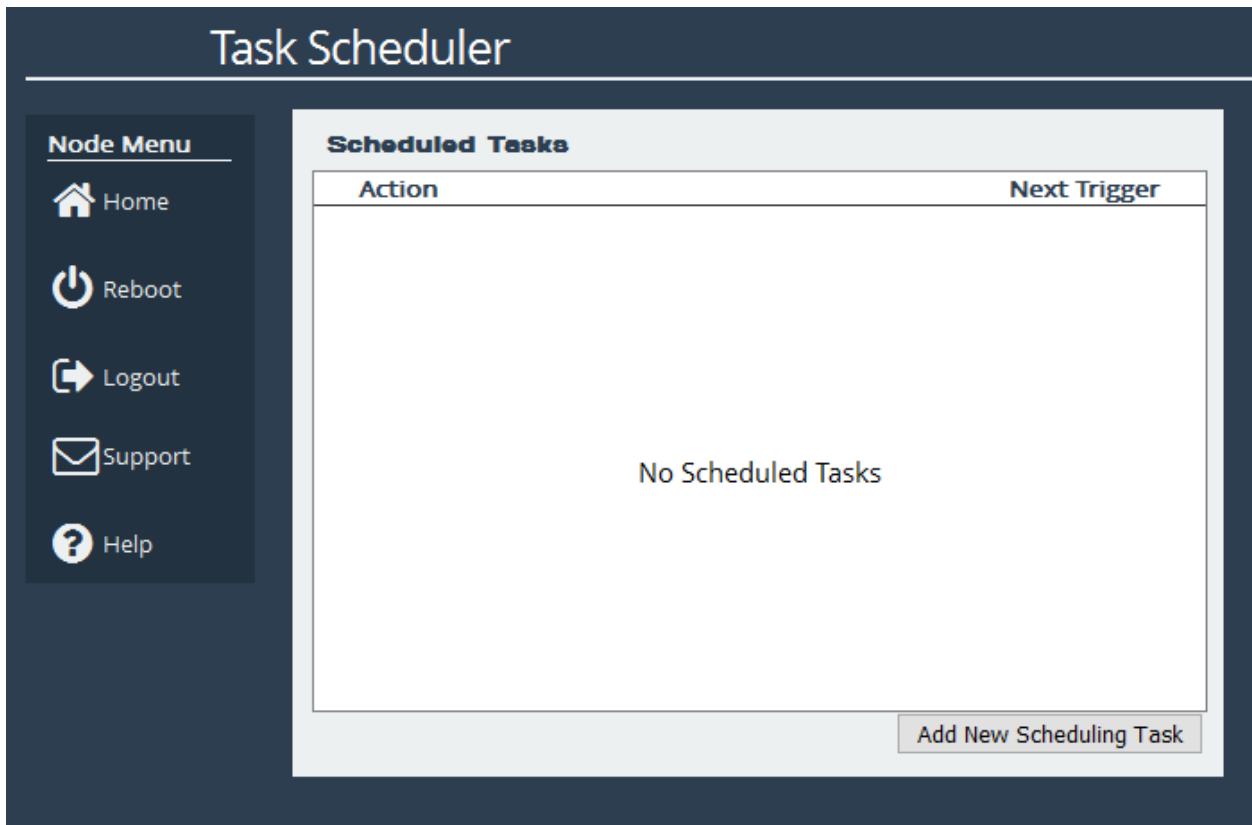 Task Scheduler
Node Menu
Home
Reboot
Logout
Support
Help
Scheduled Tasks
Action Next Trigger
No Scheduled Tasks
Add New Scheduling Task